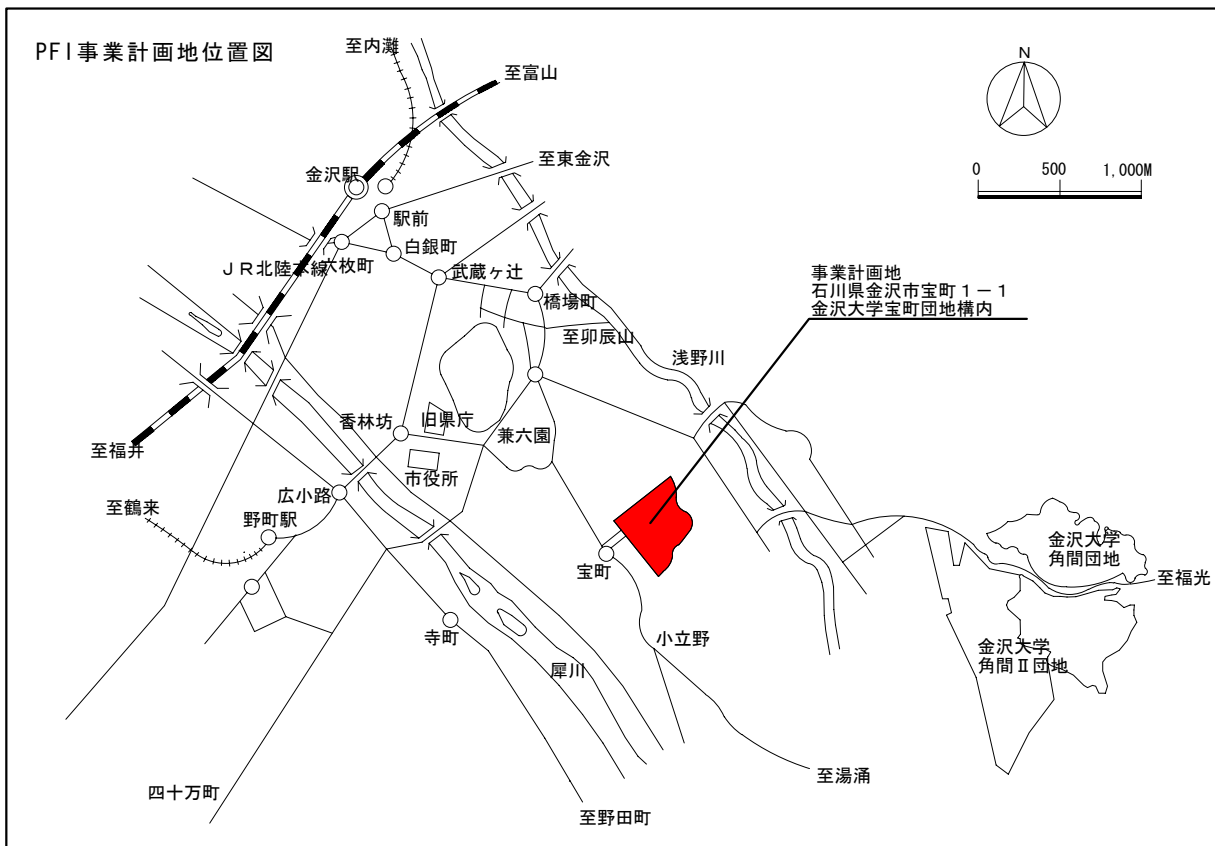 PFI事業計画地位置図
至内灘
至富山
N
金沢駅
至東金沢
0 500 1,000M
駅前
白銀町
JR北陸本線
六枚町
武蔵ヶ辻
橋場町
事業計画地
石川県金沢市宝町1-1
金沢大学宝町団地構内
至卯辰山
浅野川
香林坊
旧県庁
兼六園
至福井
市役所
至鶴来
広小路
野町駅
宝町
金沢大学
角間団地
至福光
寺町
小立野
金沢大学
角間Ⅱ団地
犀川
至湯涌
四十万町
至野田町